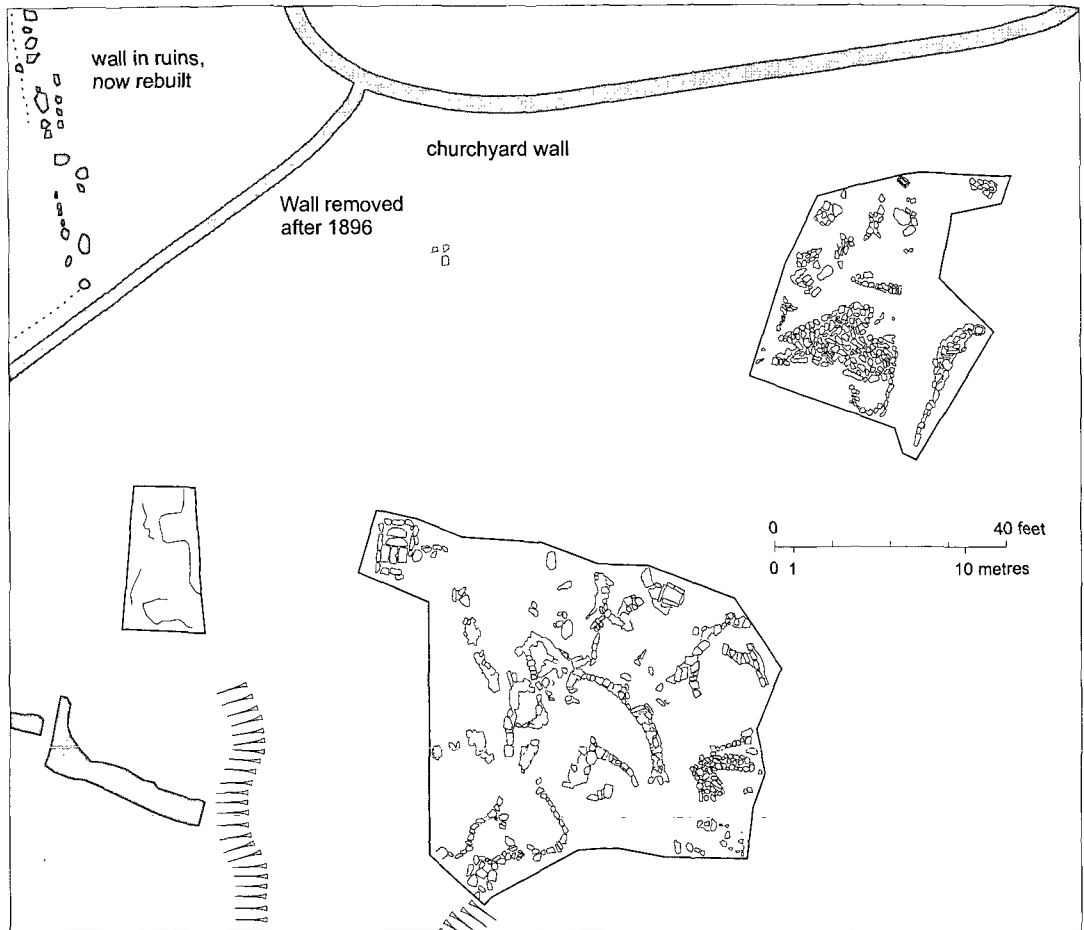 wall in ruins,
now rebuilt
churchyard wall
Wall removed
after 1896
0 40 feet
0 1 10 metres